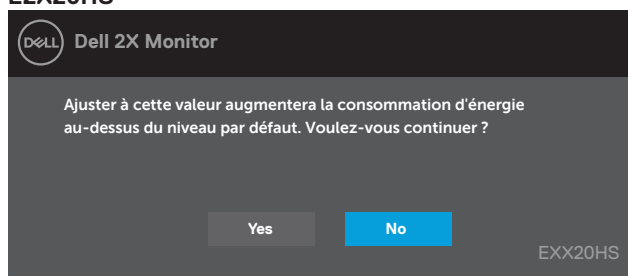 DELL Dell 2X Monitor
Ajuster à cette valeur augmentera la consommation d'énergie
au-dessus du niveau par défaut. Voulez-vous continuer ?
Yes No
EXX20HS